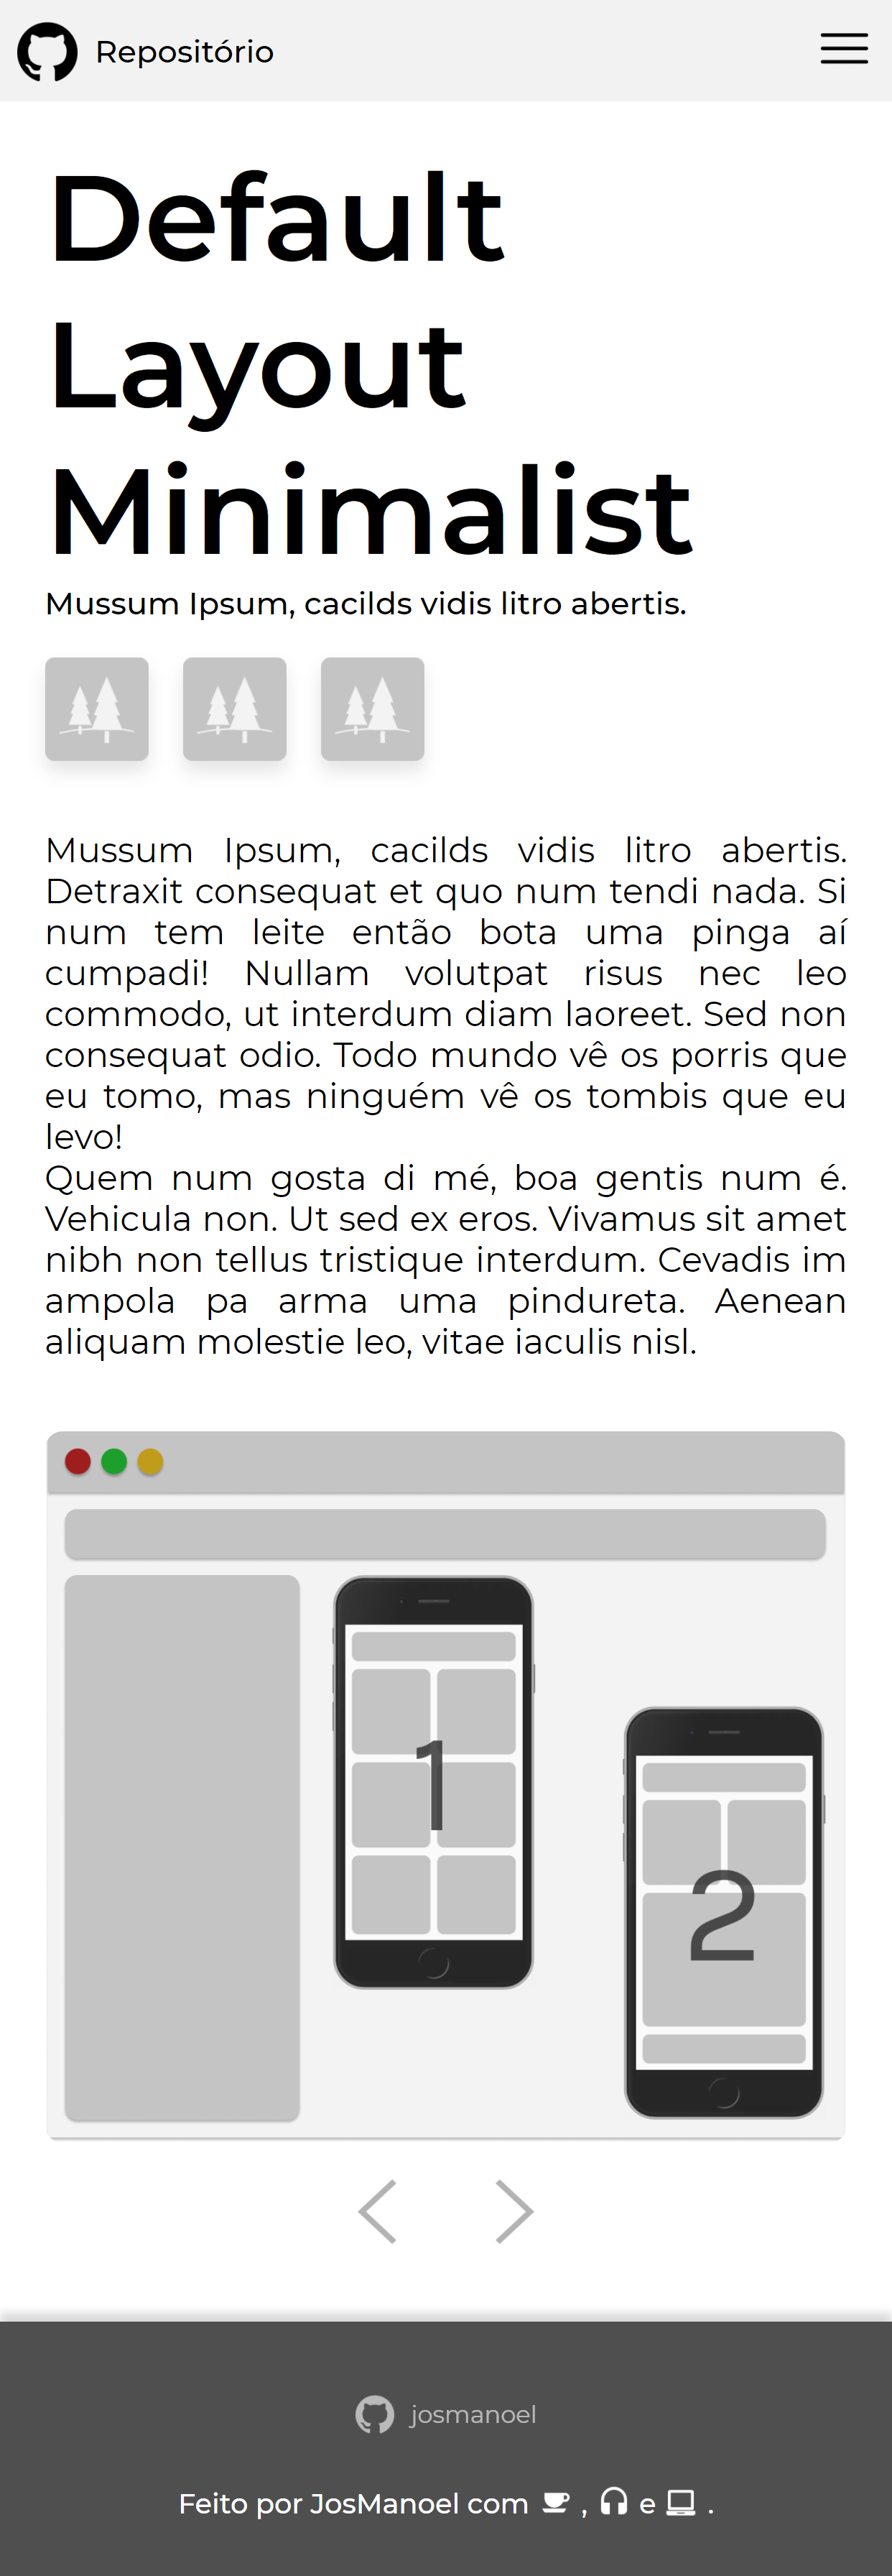 Repositório
Default
Layout
Minimalist
Mussum Ipsum, cacilds vidis litro abertis.
Mussum Ipsum, cacilds vidis litro abertis.
Detraxit consequat et quo num tendi nada. Si
num tem leite então bota uma pinga aí
cumpadi! Nullam volutpat risus nec leo
commodo, ut interdum diam laoreet. Sed non
consequat odio. Todo mundo vê os porris que
eu tomo, mas ninguém vê os tombis que eu
levo!
Quem num gosta di mé, boa gentis num é.
Vehicula non. Ut sed ex eros. Vivamus sit amet
nibh non tellus tristique interdum. Cevadis im
ampola pa arma uma pindureta. Aenean
aliquam molestie leo, vitae iaculis nisl.
1
2
josmanoel
Feito por JosManoel com , e .